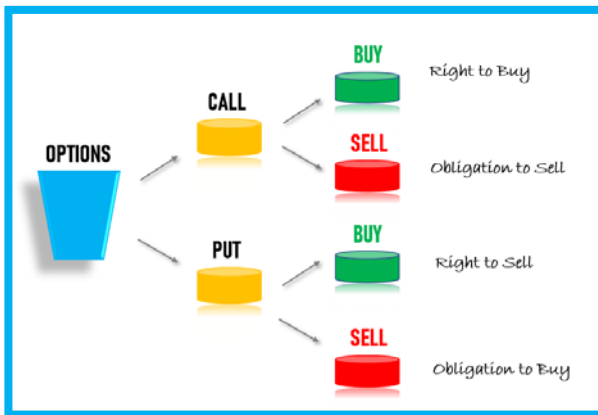 BUY
Right to Buy
CALL
SELL
OPTIONS
Obligation to Sell
BUY
PUT
Right to Sell
SELL
Obligation to Buy